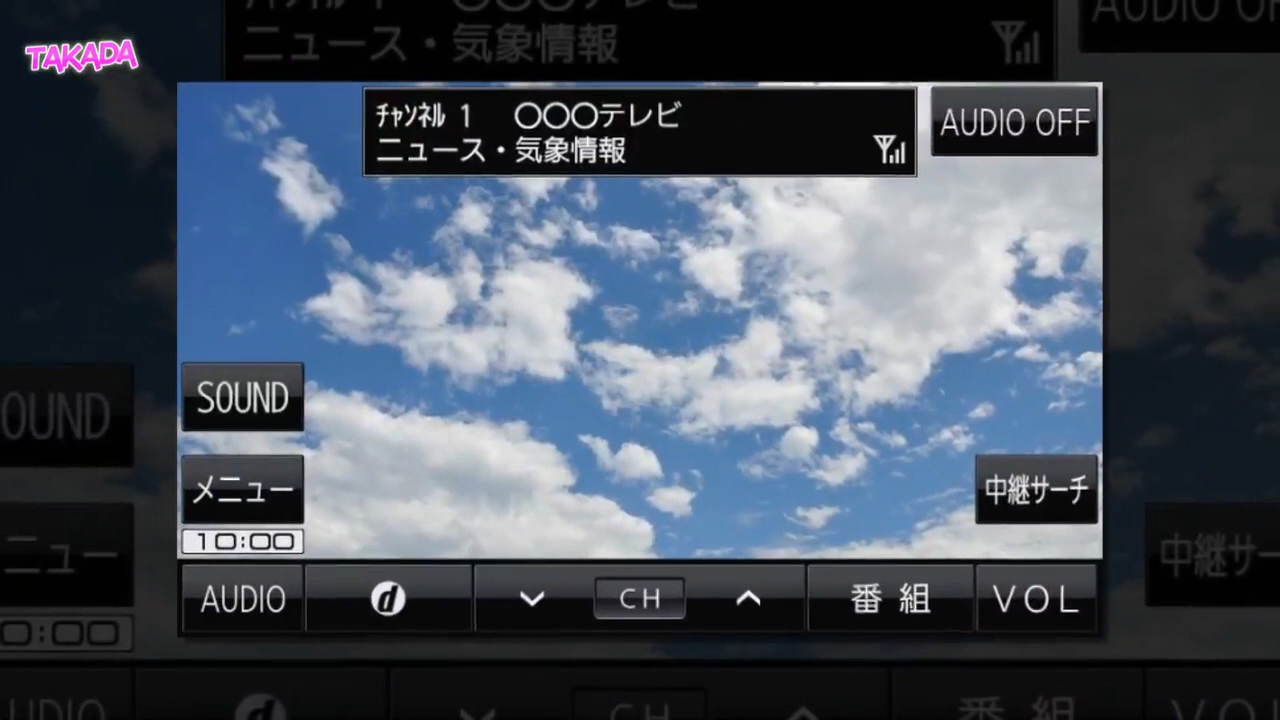 TAKADA
チャンネル 1 〇〇〇テレビ
ニュース・気象情報
AUDIO OFF
SOUND
メニュー
中継サーチ
10:00
AUDIO
d
CH
番組
VOL